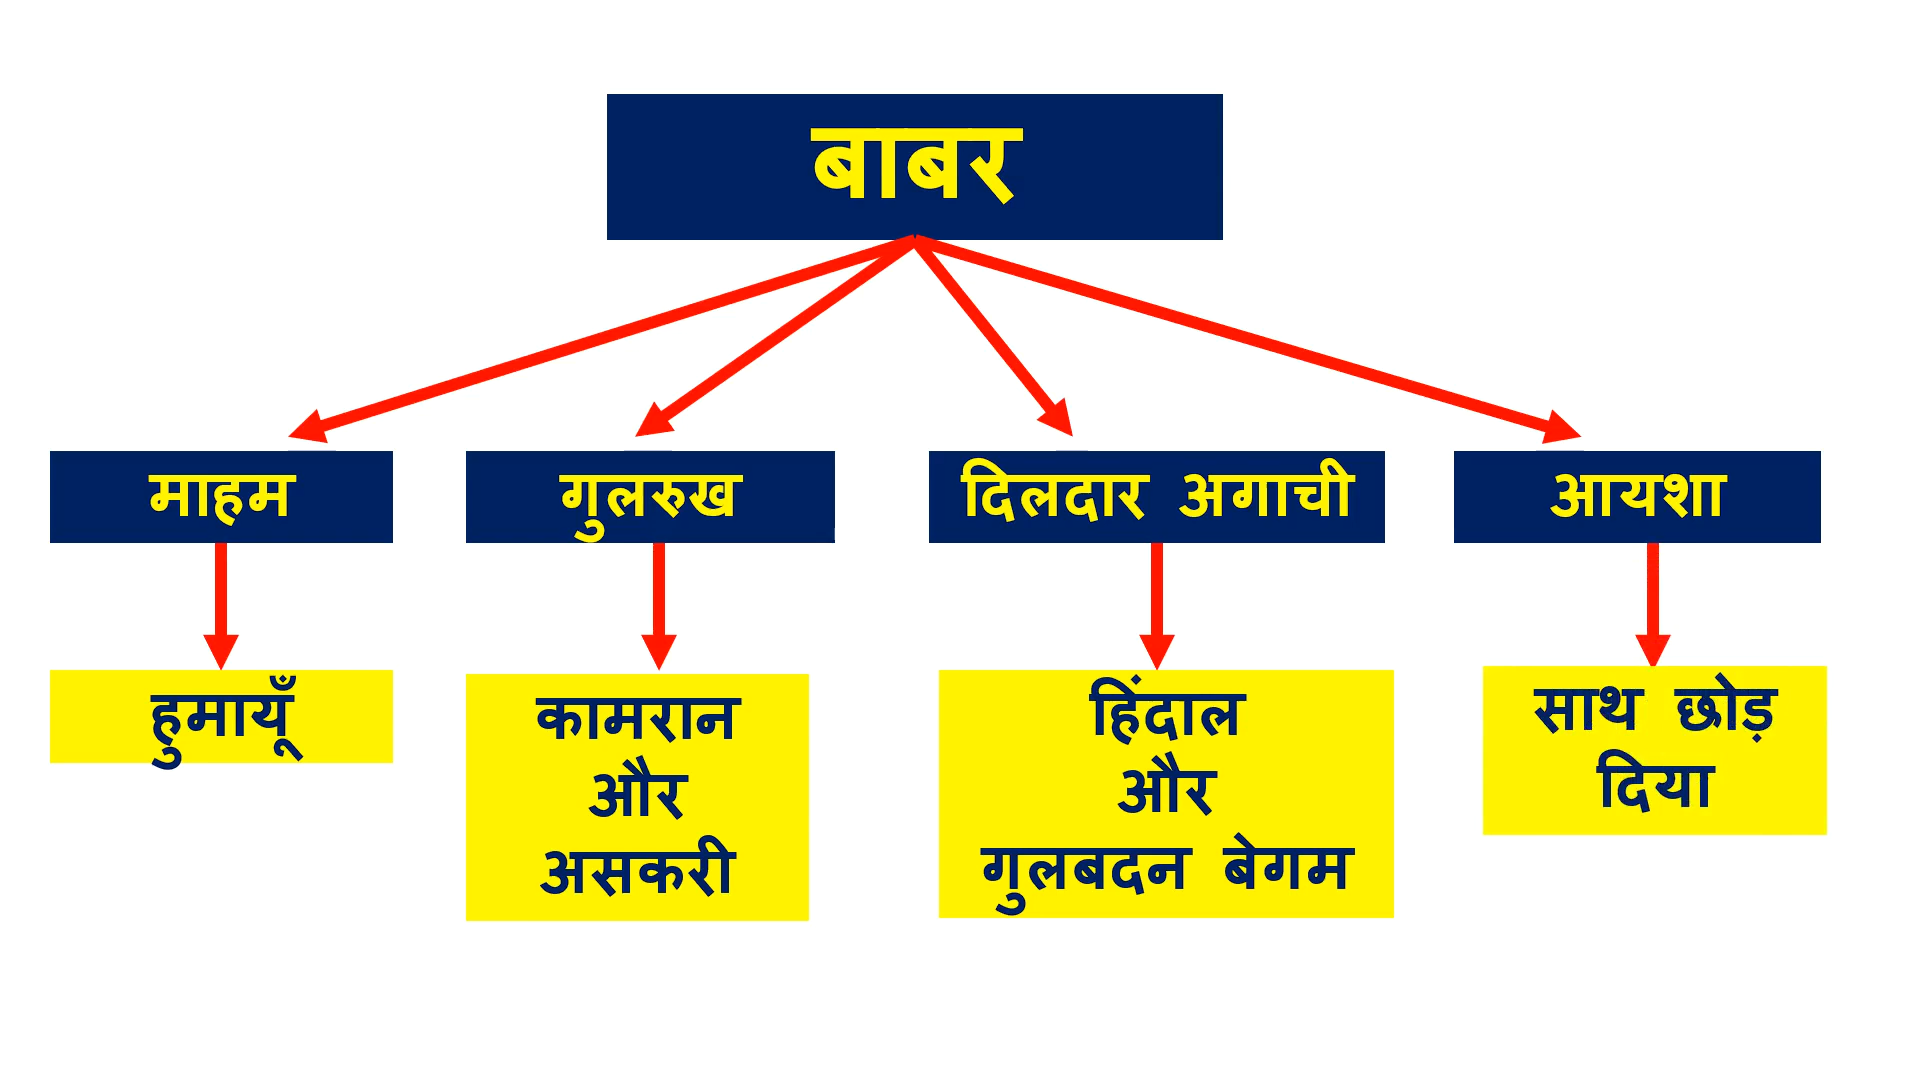 बाबर
माहम
गुलरुख
दिलदार अगाची
आयशा
हुमायूँ
कामरान
और
असकरी
हिंदाल
और
गुलबदन बेगम
साथ छोड़
दिया